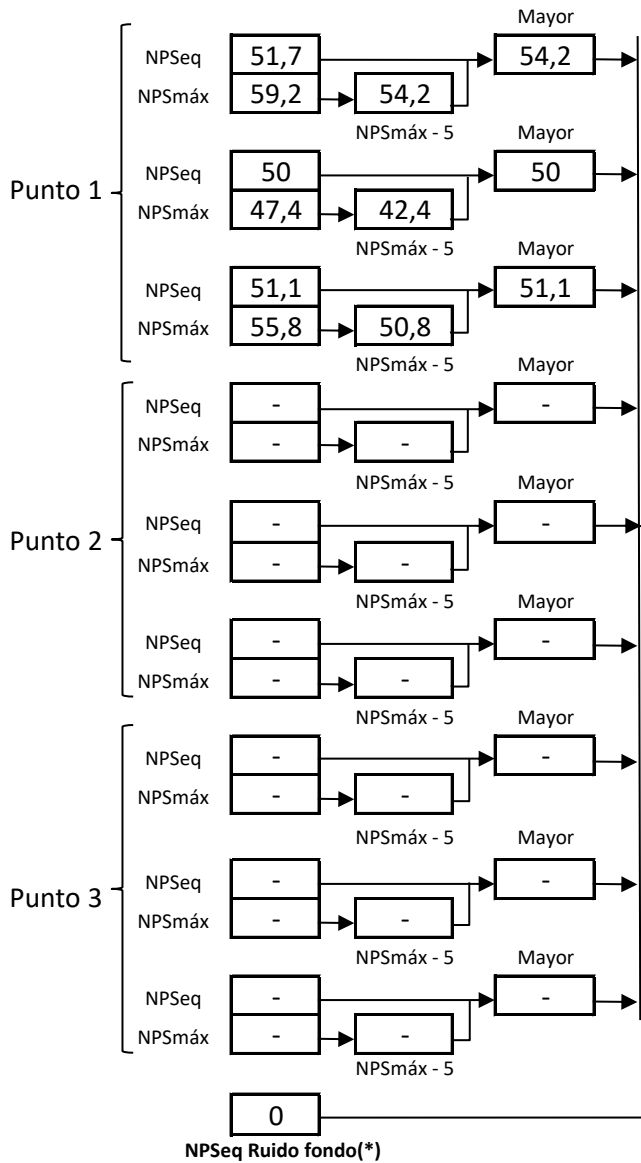 Mayor
NPSeq 51,7 54,2
NPSmáx 59,2 54,2
NPSmáx - 5
Mayor
Punto 1
NPSeq 50 50
NPSmáx 47,4 42,4
NPSmáx - 5
Mayor
NPSeq 51,1 51,1
NPSmáx 55,8 50,8
NPSmáx - 5
Mayor
NPSeq - -
NPSmáx - -
NPSmáx - 5
Mayor
Punto 2
NPSeq - -
NPSmáx - -
NPSmáx - 5
Mayor
NPSeq - -
NPSmáx - -
NPSmáx - 5
Mayor
NPSeq - -
NPSmáx - -
NPSmáx - 5
Mayor
Punto 3
NPSeq - -
NPSmáx - -
NPSmáx - 5
Mayor
NPSeq - -
NPSmáx - -
NPSmáx - 5
0
NPSeq Ruido fondo(*)